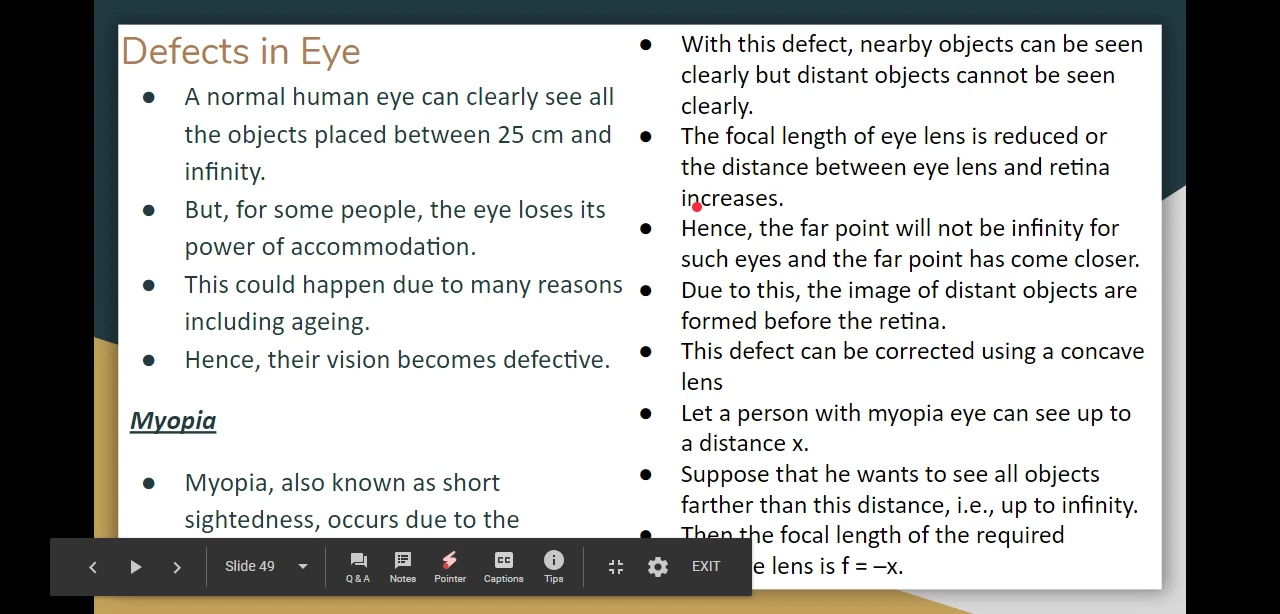 Defects in Eye
● A normal human eye can clearly see all
the objects placed between 25 cm and
infinity.
● But, for some people, the eye loses its
power of accommodation.
● This could happen due to many reasons
including ageing.
● Hence, their vision becomes defective.
Myopia
● Myopia, also known as short
sightedness, occurs due to the
● With this defect, nearby objects can be seen
clearly but distant objects cannot be seen
clearly.
● The focal length of eye lens is reduced or
the distance between eye lens and retina
increases.
● Hence, the far point will not be infinity for
such eyes and the far point has come closer.
● Due to this, the image of distant objects are
formed before the retina.
● This defect can be corrected using a concave
lens
● Let a person with myopia eye can see up to
a distance x.
● Suppose that he wants to see all objects
farther than this distance, i.e., up to infinity.
● Then the focal length of the required
lens is f = –x.
Slide 49
Q & A
Notes
Pointer
CC
Captions
Tips
EXIT